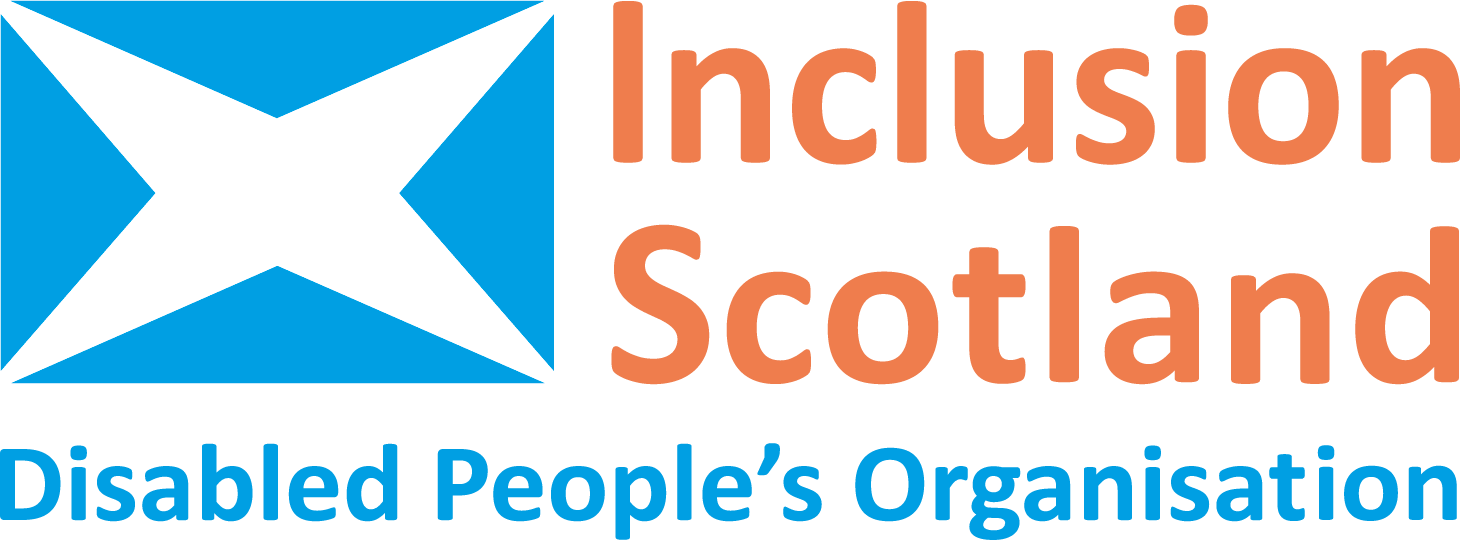 Inclusion
Scotland
Disabled People’s Organisation